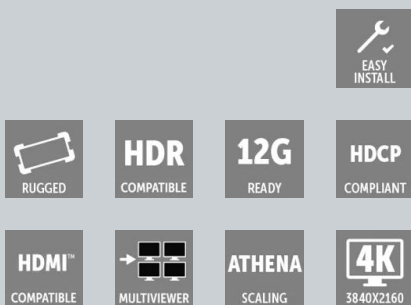 EASY
INSTALL
RUGGED
HDR
COMPATIBLE
12G
READY
HDCP
COMPLIANT
HDMI™
COMPATIBLE
MULTIVIEWER
ATHENA
SCALING
4K
3840X2160